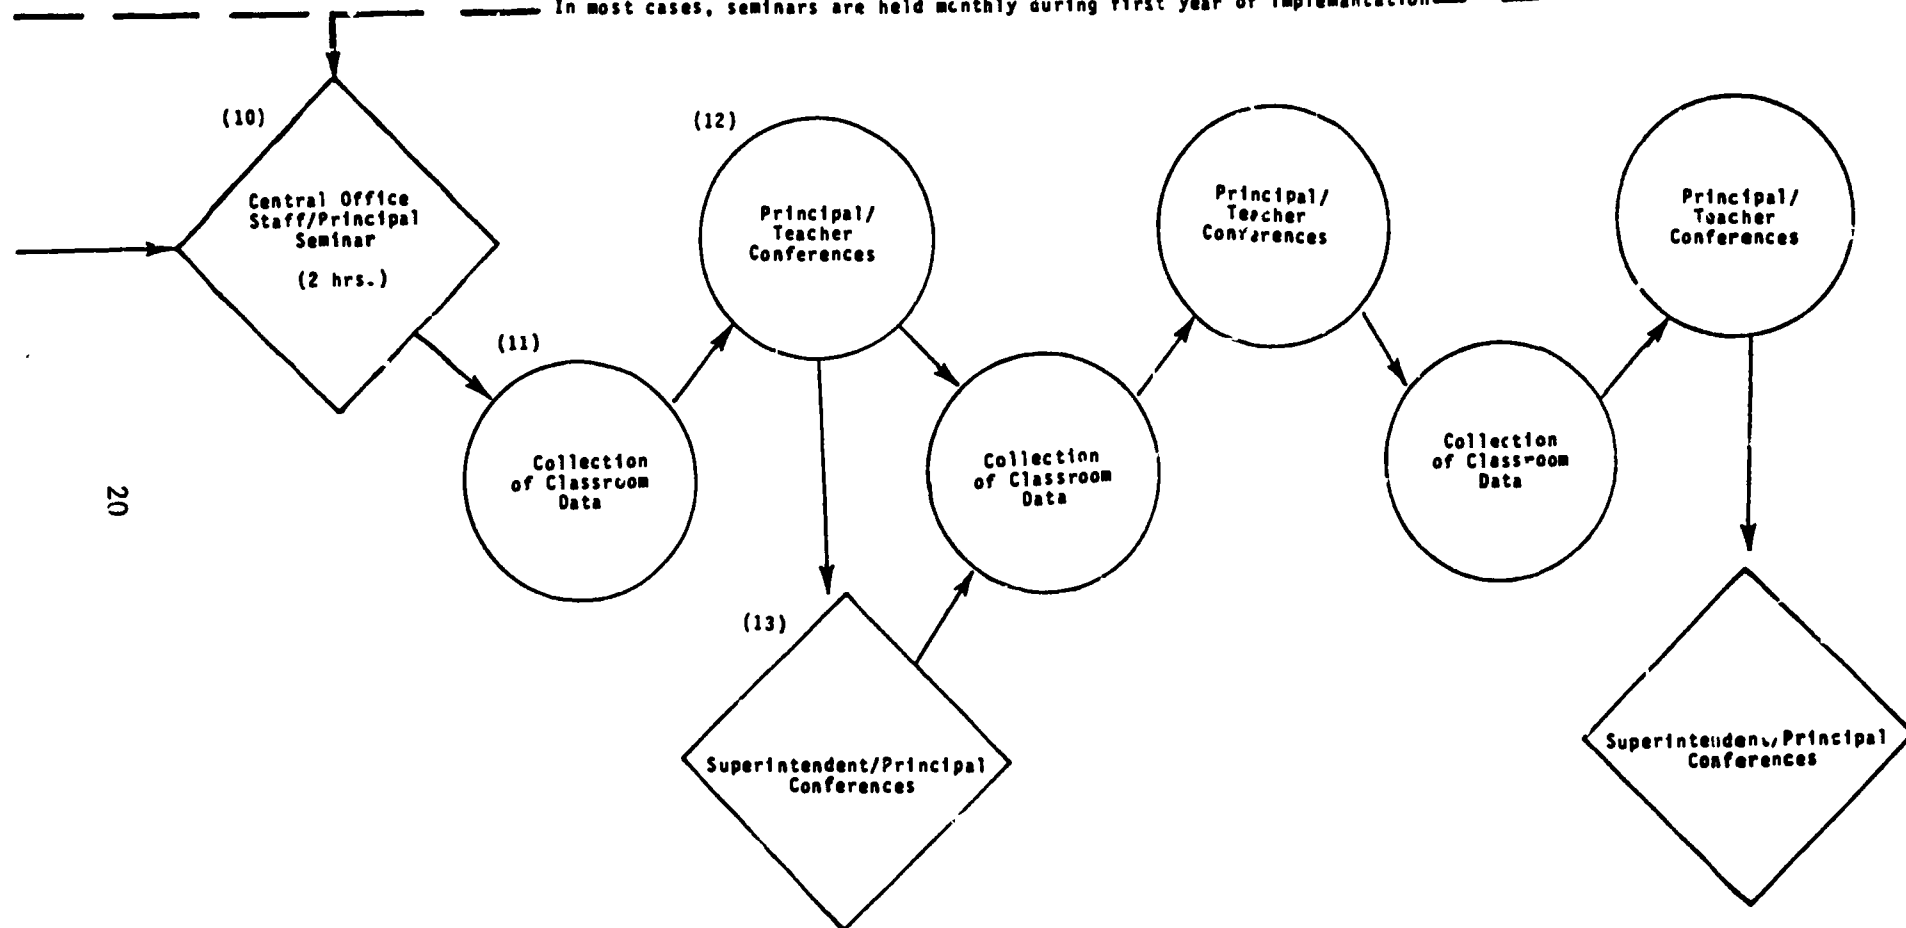 In most cases, seminars are held monthly during first year of implementation
(10)
Central Office
Staff/Principal
Seminar
(2 hrs.)
(11)
Collection
of Classroom
Data
(12)
Principal/
Teacher
Conferences
(13)
Superintendent/Principal
Conferences
Collection
of Classroom
Data
Principal/
Teacher
Conferences
Collection
of Classroom
Data
Principal/
Teacher
Conferences
Superintendent/Principal
Conferences
20